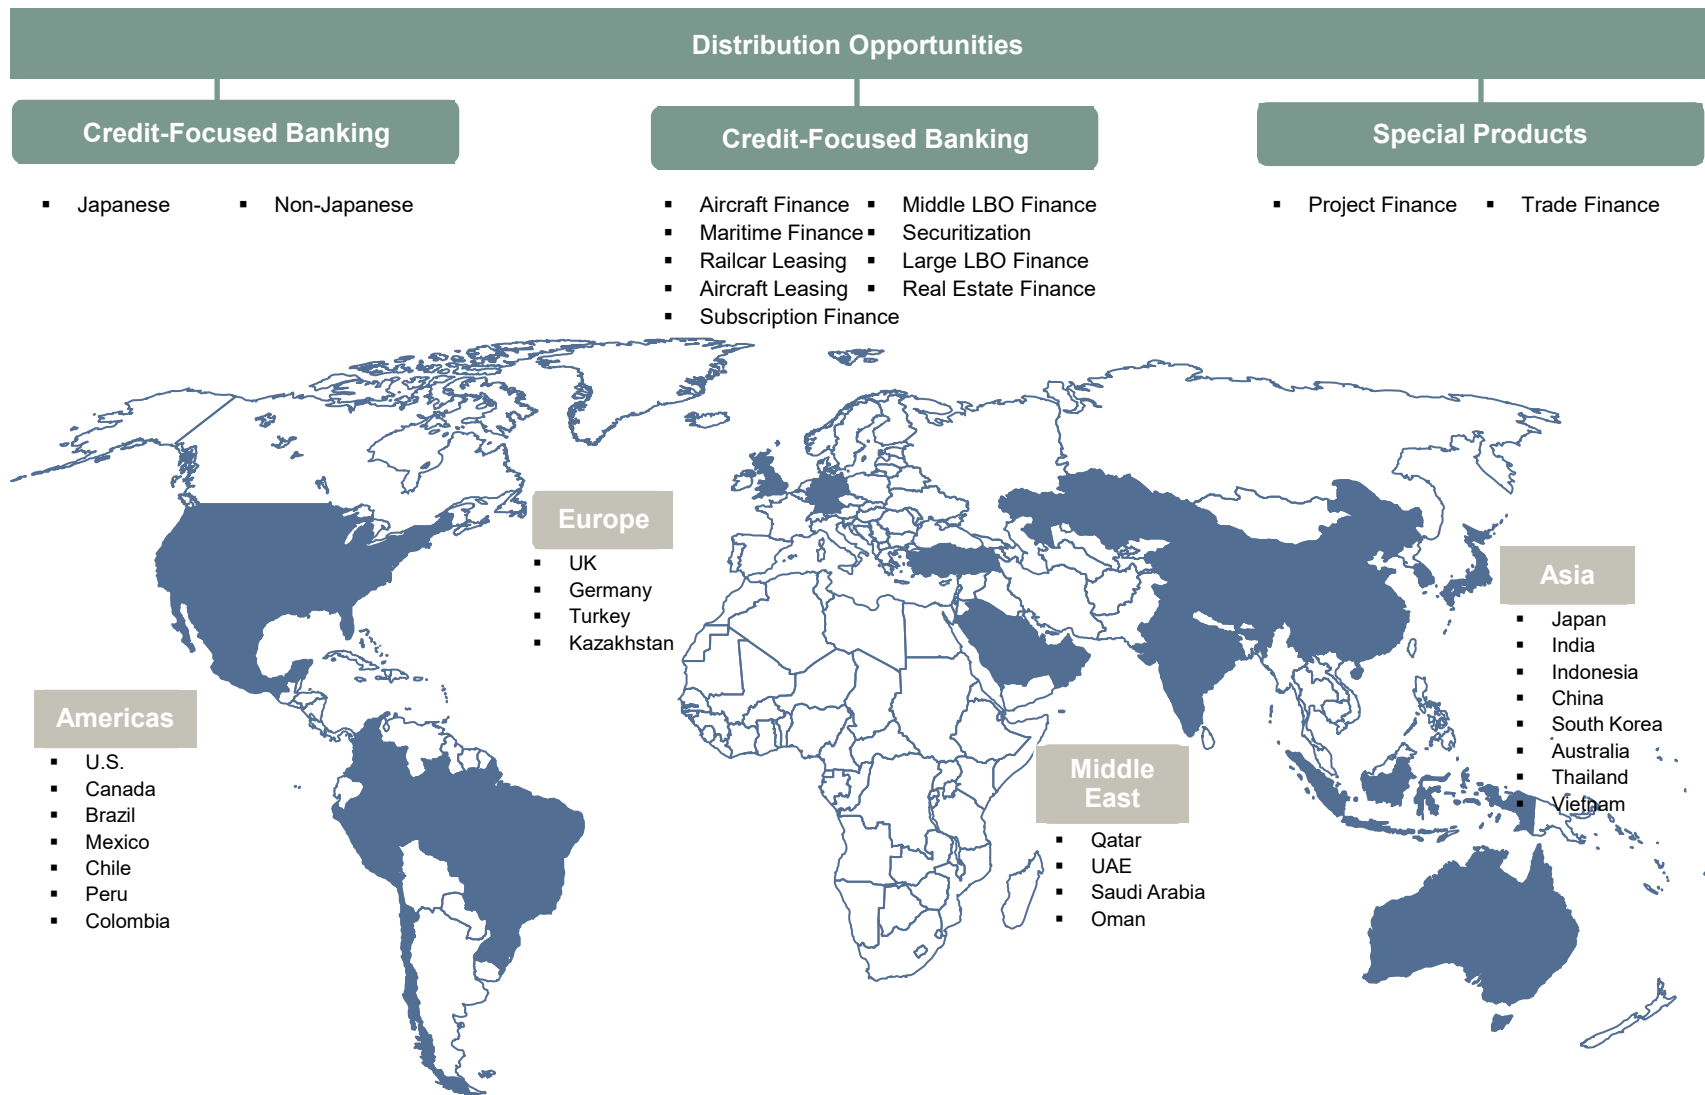 Distribution Opportunities
Credit-Focused Banking
▪ Japanese ▪ Non-Japanese
Credit-Focused Banking
▪ Aircraft Finance ▪ Middle LBO Finance
▪ Maritime Finance ▪ Securitization
▪ Railcar Leasing ▪ Large LBO Finance
▪ Aircraft Leasing ▪ Real Estate Finance
▪ Subscription Finance
Special Products
▪ Project Finance ▪ Trade Finance
Americas
▪ U.S.
▪ Canada
▪ Brazil
▪ Mexico
▪ Chile
▪ Peru
▪ Colombia
Europe
▪ UK
▪ Germany
▪ Turkey
▪ Kazakhstan
Middle
East
▪ Qatar
▪ UAE
▪ Saudi Arabia
▪ Oman
Asia
▪ Japan
▪ India
▪ Indonesia
▪ China
▪ South Korea
▪ Australia
▪ Thailand
▪ Vietnam